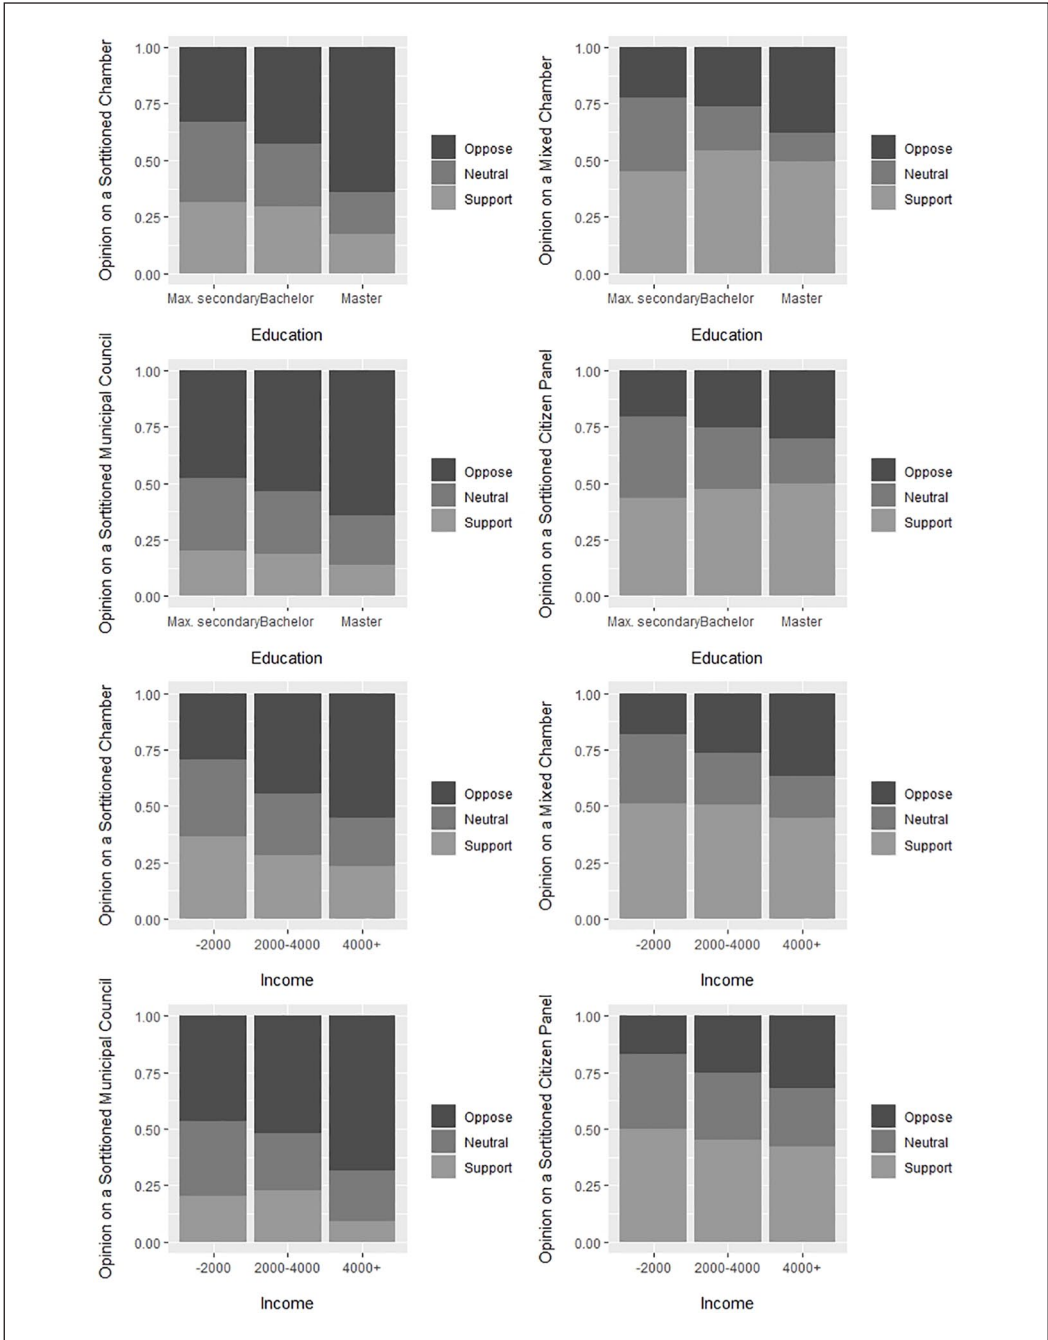 Opinion on a Sortitioned Chamber
1.00
0.75
0.50
0.25
0.00
Max. secondary Bachelor Master
Education
Oppose
Neutral
Support
Opinion on a Mixed Chamber
1.00
0.75
0.50
0.25
0.00
Max. secondary Bachelor Master
Education
Oppose
Neutral
Support
Opinion on a Sortitioned Municipal Council
1.00
0.75
0.50
0.25
0.00
Max. secondary Bachelor Master
Education
Oppose
Neutral
Support
Opinion on a Sortitioned Citizen Panel
1.00
0.75
0.50
0.25
0.00
Max. secondary Bachelor Master
Education
Oppose
Neutral
Support
Opinion on a Sortitioned Chamber
1.00
0.75
0.50
0.25
0.00
-2000 2000-4000 4000+
Income
Oppose
Neutral
Support
Opinion on a Mixed Chamber
1.00
0.75
0.50
0.25
0.00
-2000 2000-4000 4000+
Income
Oppose
Neutral
Support
Opinion on a Sortitioned Municipal Council
1.00
0.75
0.50
0.25
0.00
-2000 2000-4000 4000+
Income
Oppose
Neutral
Support
Opinion on a Sortitioned Citizen Panel
1.00
0.75
0.50
0.25
0.00
-2000 2000-4000 4000+
Income
Oppose
Neutral
Support